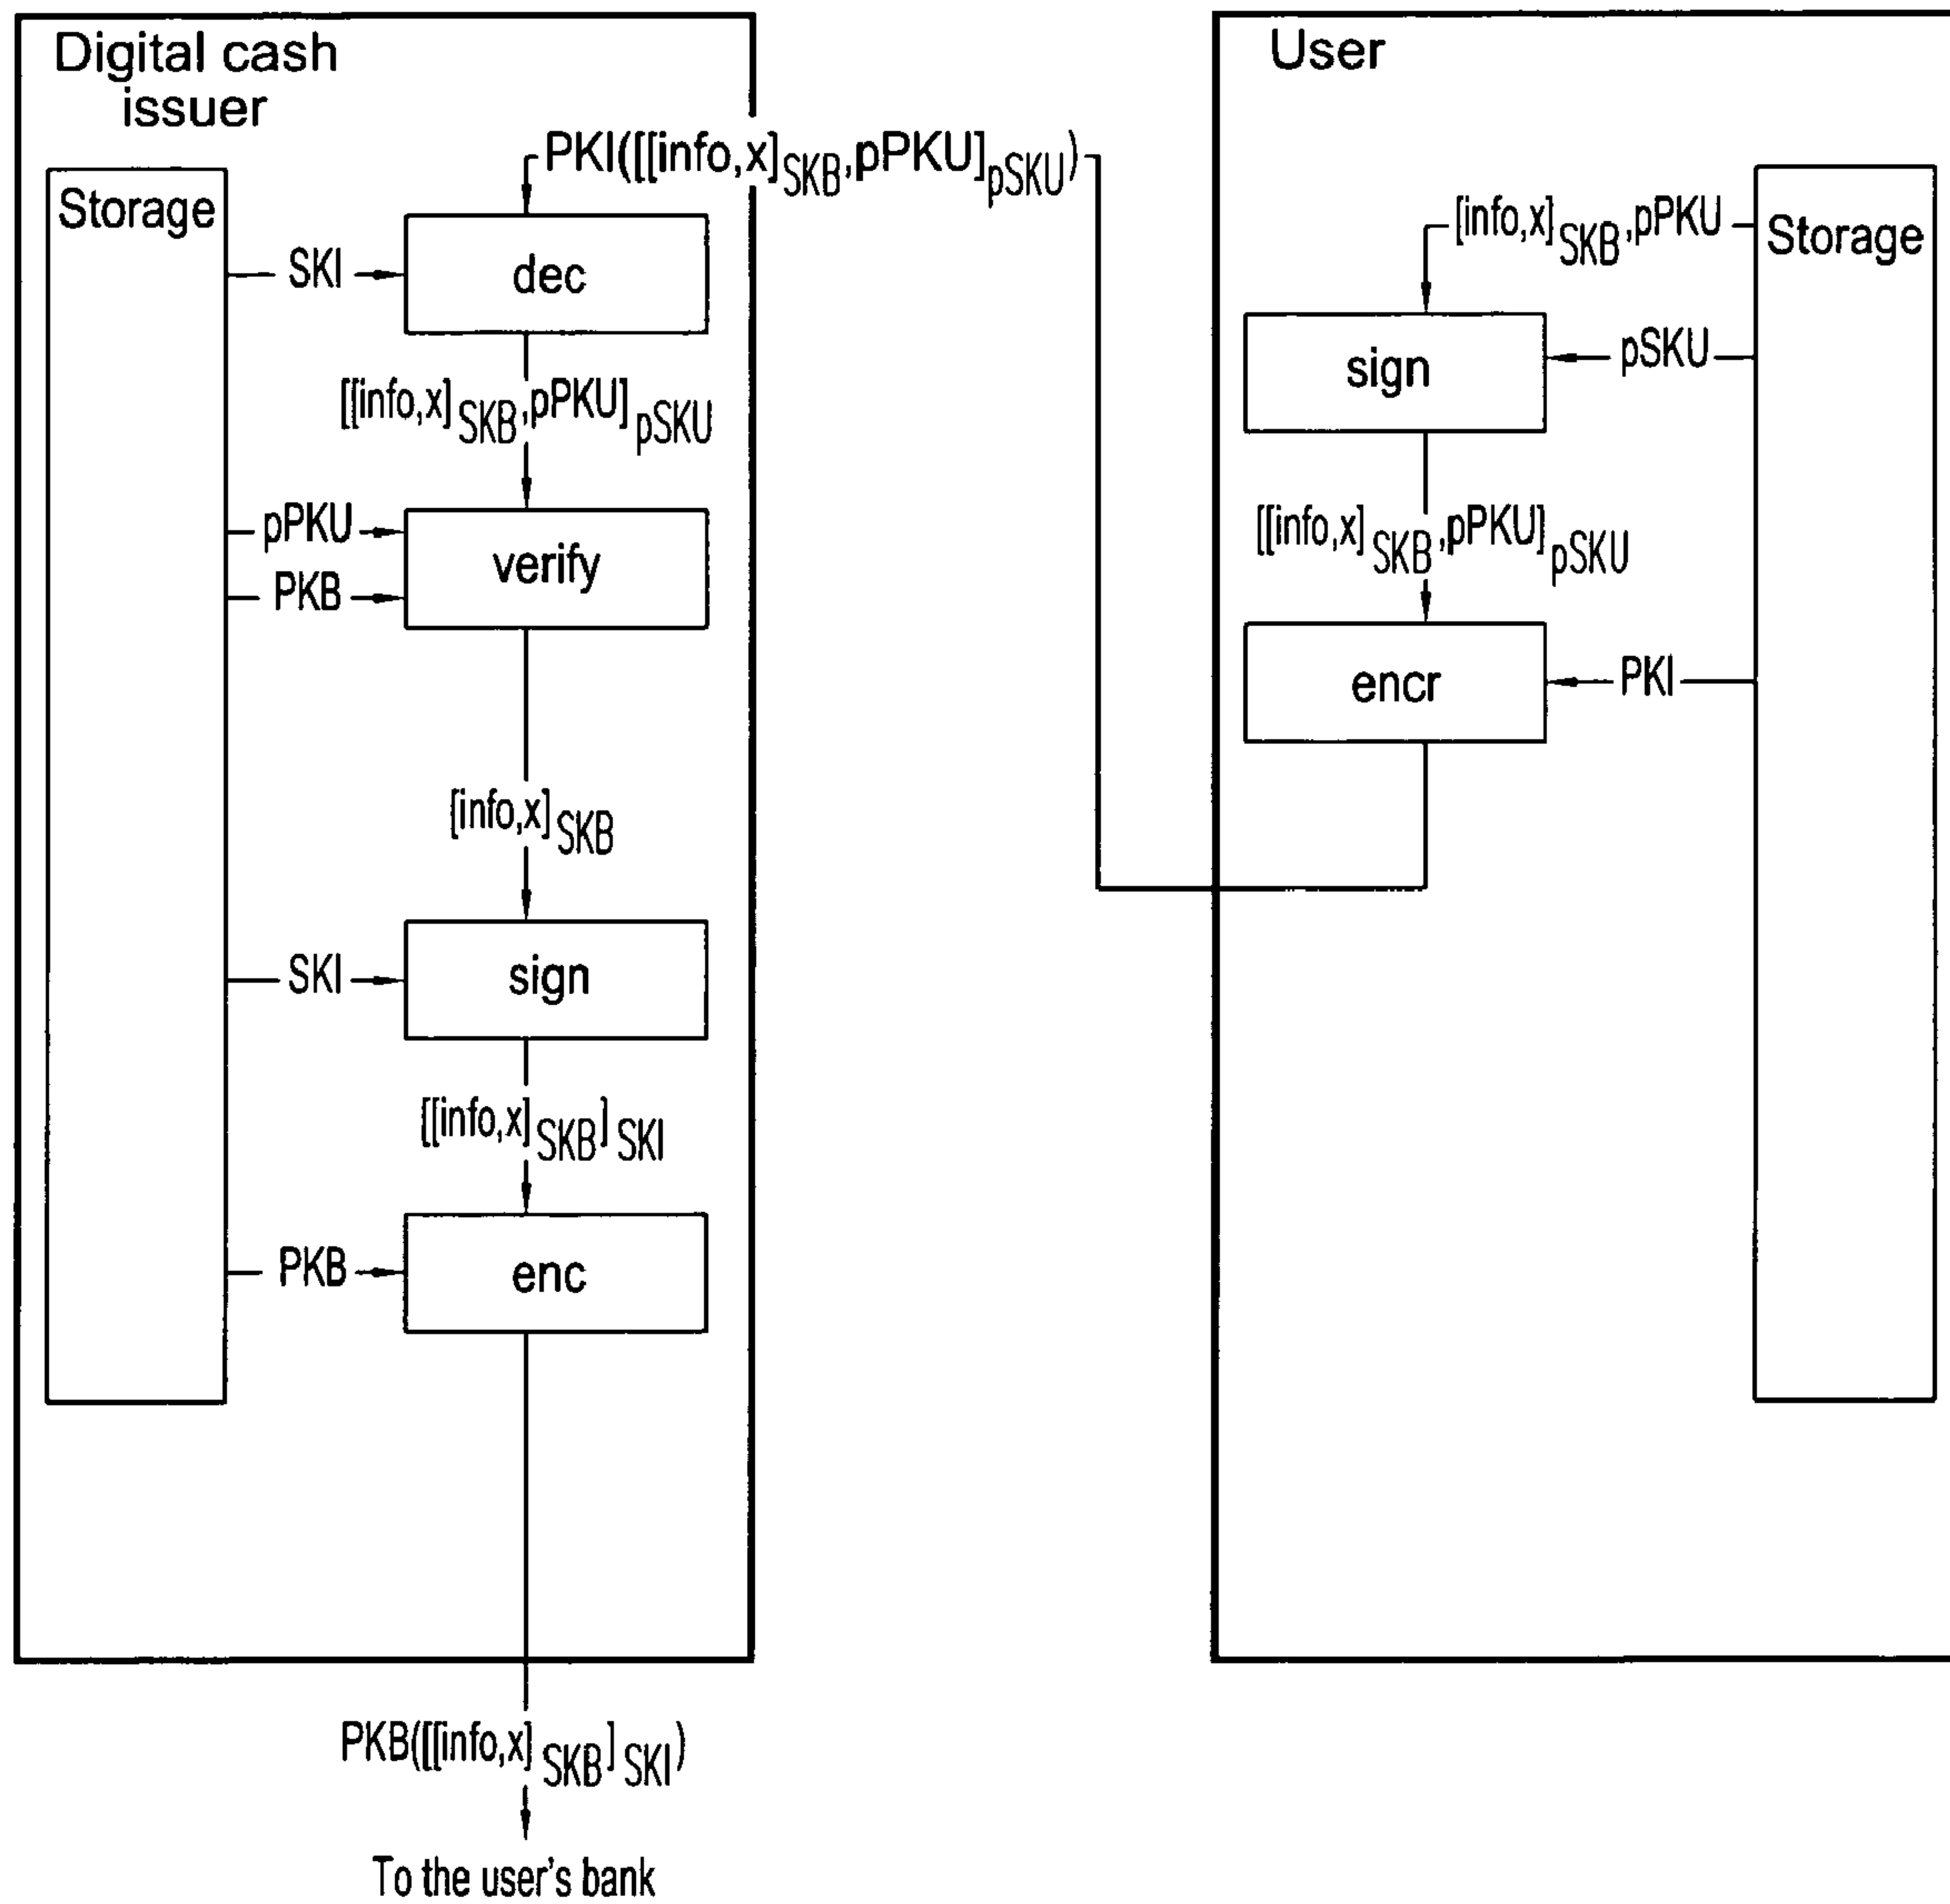 Digital cash
issuer
Storage
PKI([[info,x]SKB,pPKU]pSKU)
SKI
dec
[[info,x]SKB,pPKU]pSKU
pPKU
PKB
verify
[info,x]SKB
SKI
sign
[[info,x]SKB]SKI
PKB
enc
PKB([[info,x]SKB]SKI)
To the user's bank
User
Storage
[info,x]SKB,pPKU
pSKU
sign
[[info,x]SKB,pPKU]pSKU
PKI
encr